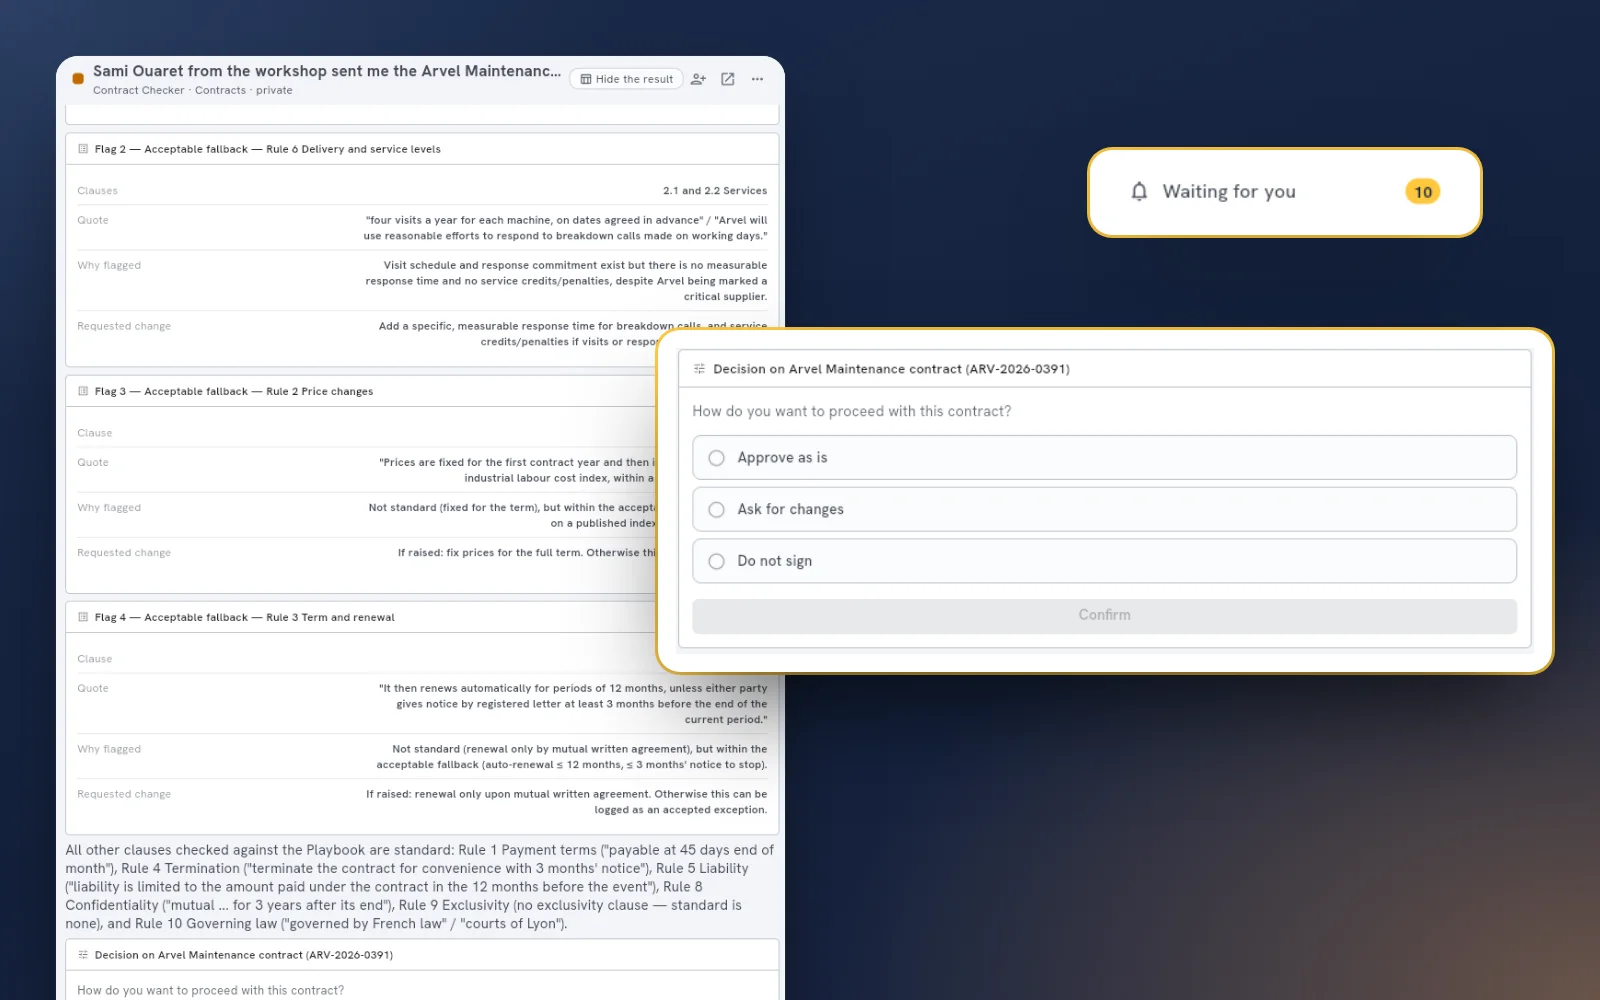 Sami Ouaret from the workshop sent me the Arvel Maintenanc...
Hide the result
Contract Checker · Contracts · private
Flag 2 — Acceptable fallback — Rule 6 Delivery and service levels
Clauses
2.1 and 2.2 Services
Quote
"four visits a year for each machine, on dates agreed in advance" / "Arvel will
use reasonable efforts to respond to breakdown calls made on working days."
Why flagged
Visit schedule and response commitment exist but there is no measurable
response time and no service credits/penalties, despite Arvel being marked a
critical supplier.
Requested change
Add a specific, measurable response time for breakdown calls, and service
credits/penalties if visits or
Flag 3 — Acceptable fallback — Rule 2 Price changes
Clause
Quote
"Prices are fixed for the first contract year and then
industrial labour cost index, within
Why flagged
Not standard (fixed for the term), but within the
on a published index
Requested change
If raised: fix prices for the full term. Otherwise
Flag 4 — Acceptable fallback — Rule 3 Term and renewal
Clause
Quote
"It then renews automatically for periods of 12 months, unless either party
gives notice by registered letter at least 3 months before the end of the
current period."
Why flagged
Not standard (renewal only by mutual written agreement), but within the
acceptable fallback (auto-renewal ≤ 12 months, ≤ 3 months' notice to stop).
Requested change
If raised: renewal only upon mutual written agreement. Otherwise this can be
logged as an accepted exception.
All other clauses checked against the Playbook are standard: Rule 1 Payment terms ("payable at 45 days end of
month"), Rule 4 Termination ("terminate the contract for convenience with 3 months' notice"), Rule 5 Liability
("liability is limited to the amount paid under the contract in the 12 months before the event"), Rule 8
Confidentiality ("mutual ... for 3 years after its end"), Rule 9 Exclusivity (no exclusivity clause — standard is
none), and Rule 10 Governing law ("governed by French law" / "courts of Lyon").
Decision on Arvel Maintenance contract (ARV-2026-0391)
How do you want to proceed with this contract?
Waiting for you
10
Decision on Arvel Maintenance contract (ARV-2026-0391)
How do you want to proceed with this contract?
Approve as is
Ask for changes
Do not sign
Confirm